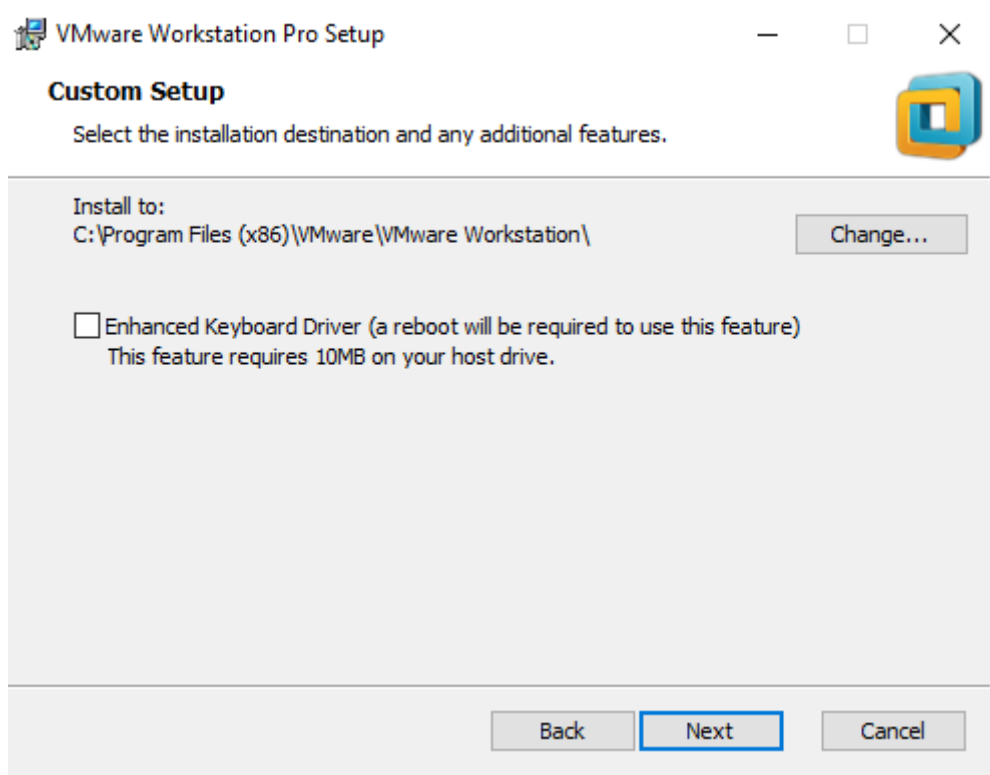 VMware Workstation Pro Setup
Custom Setup
Select the installation destination and any additional features.
Install to:
C:\Program Files (x86)\VMware\VMware Workstation\
Change...
Enhanced Keyboard Driver (a reboot will be required to use this feature)
This feature requires 10MB on your host drive.
Back Next Cancel